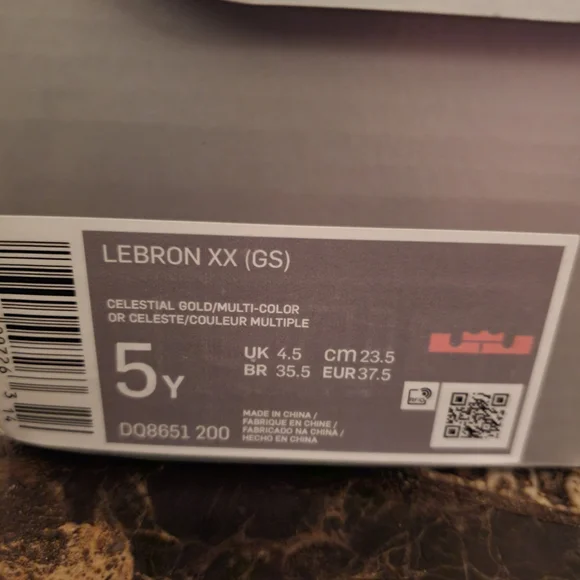 LEBRON XX (GS)
CELESTIAL GOLD/MULTI-COLOR
OR CELESTE/COULEUR MULTIPLE
5Y
UK 4.5 cm 23.5
BR 35.5 EUR 37.5
DQ8651 200
MADE IN CHINA /
FABRIQUE EN CHINE /
FABRICADO NA CHINA /
HECHO EN CHINA